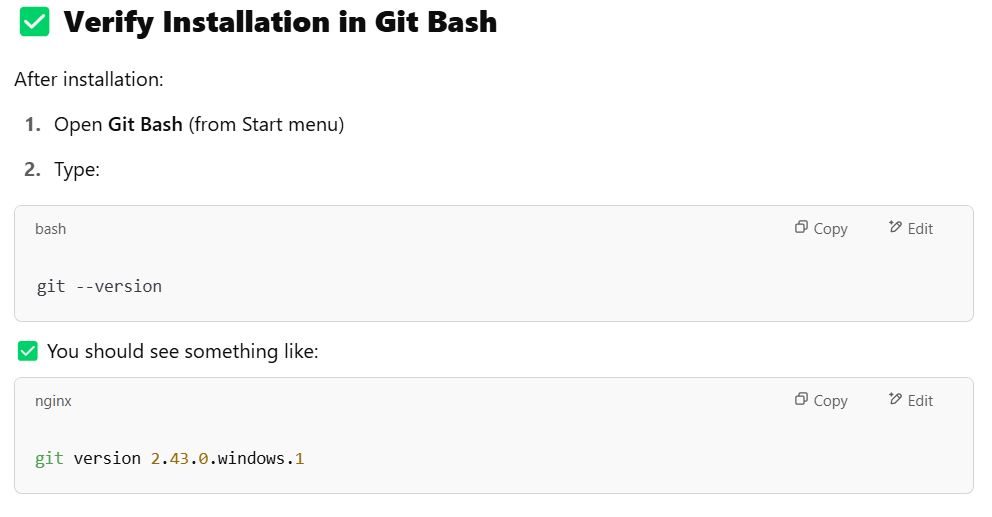 ✅ Verify Installation in Git Bash
After installation:
1. Open Git Bash (from Start menu)
2. Type:
bash Copy Edit
git --version
✅ You should see something like:
nginx Copy Edit
git version 2.43.0.windows.1